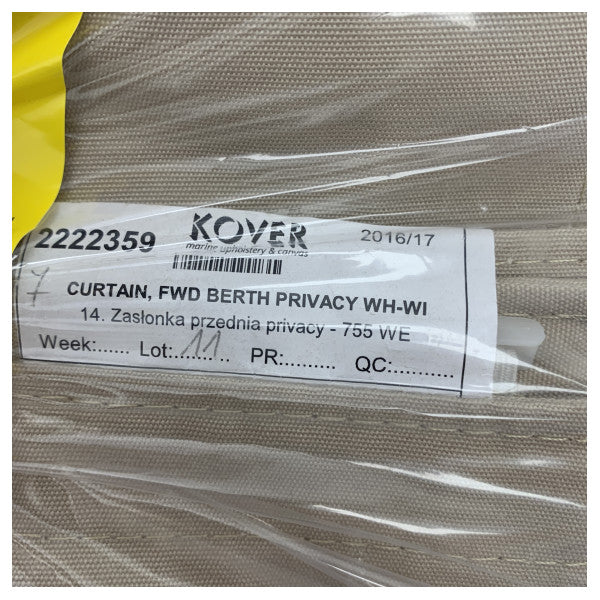 KOVER
marine upholstery & canvas
2222359
2016/17
7
CURTAIN, FWD BERTH PRIVACY WH-WI
14. Zasłonka przednia privacy - 755 WE
Week:...... Lot:....11.... PR:......... QC:..........